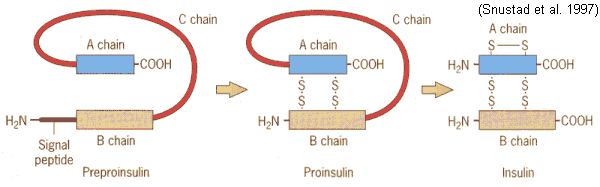 (Snustad et al. 1997)
C chain
A chain
COOH
H₂N
Signal
peptide
B chain
Preproinsulin
C chain
A chain
COOH
S S
S S
H₂N
B chain
Proinsulin
A chain
S S
H₂N
COOH
S S
S S
H₂N
COOH
B chain
Insulin